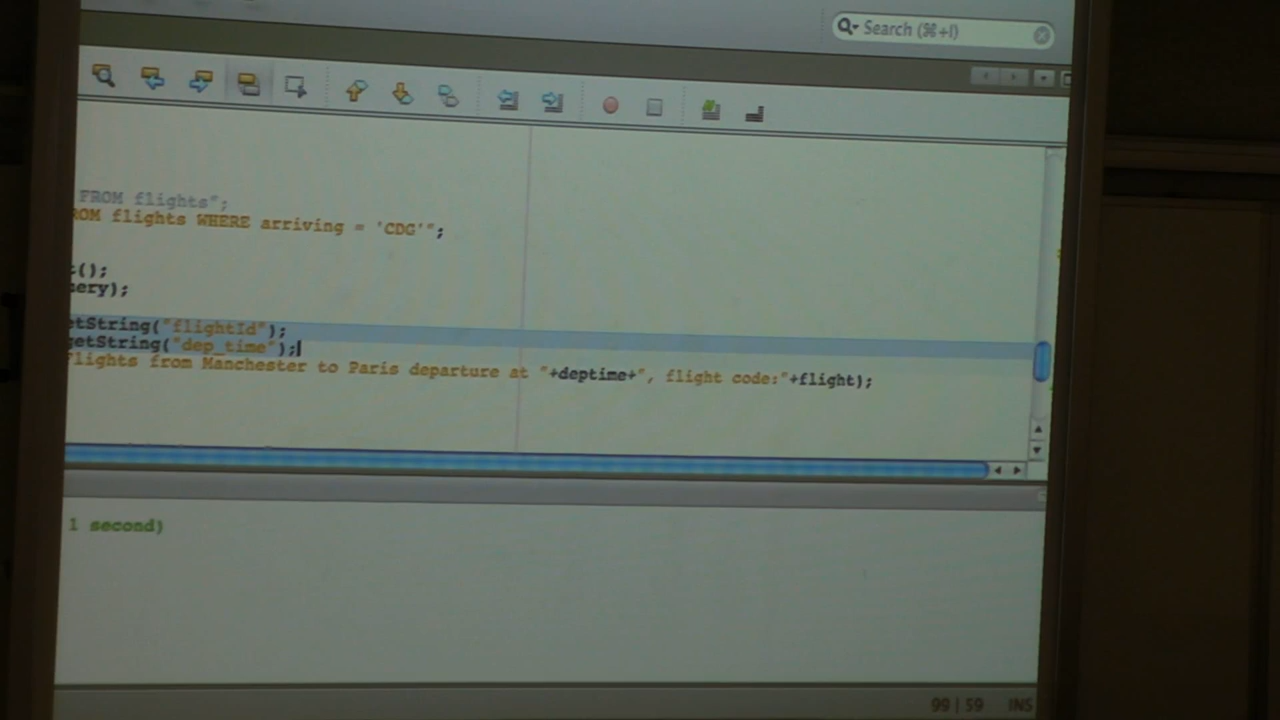 Search (⌘+I)
FROM flights";
ROM flights WHERE arriving = 'CDG'";
t();
uery);
etString("flightId");
getString("dep_time");
Flights from Manchester to Paris departure at "+deptime+", flight code:"+flight);
1 second)
99 | 59 INS